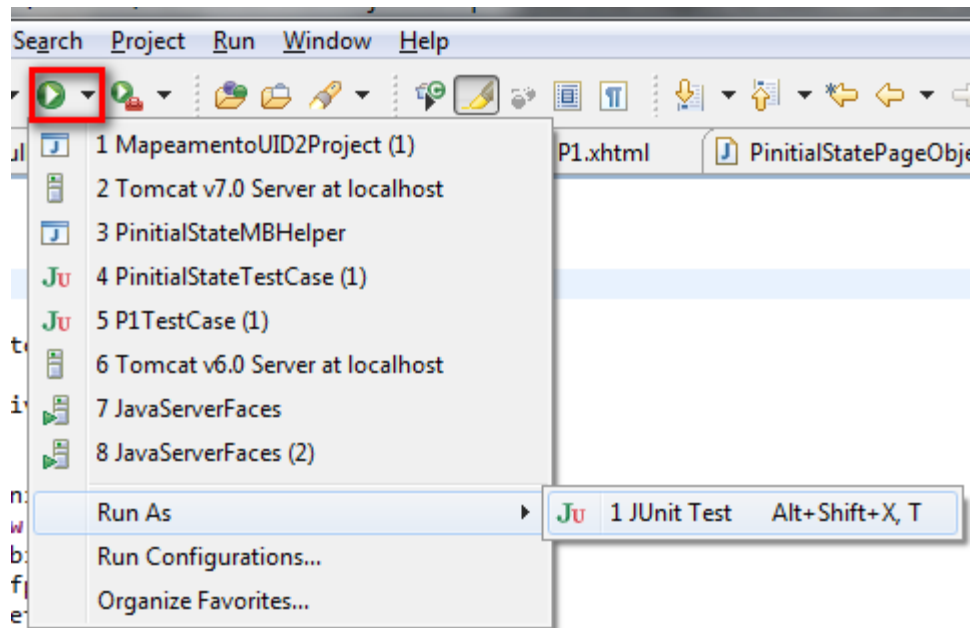 Search Project Run Window Help
P1.xhtml PinitialStatePageObje
1 MapeamentoUID2Project (1)
2 Tomcat v7.0 Server at localhost
3 PinitialStateMBHelper
4 PinitialStateTestCase (1)
5 P1TestCase (1)
6 Tomcat v6.0 Server at localhost
7 JavaServerFaces
8 JavaServerFaces (2)
Run As
1 JUnit Test Alt+Shift+X, T
Run Configurations...
Organize Favorites...